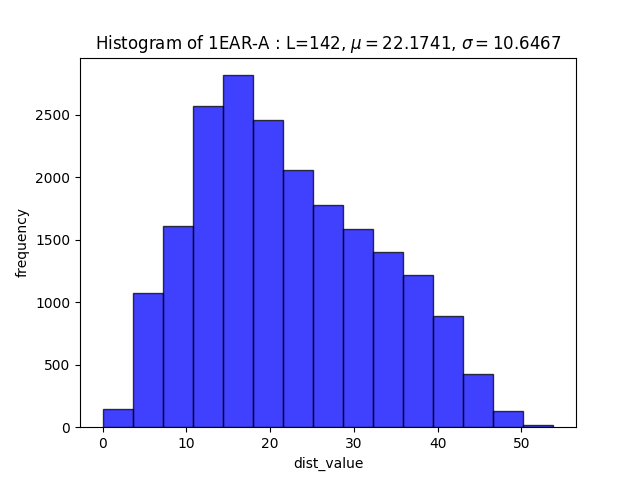 Histogram of 1EAR-A : L=142, μ = 22.1741, σ = 10.6467
2500
2000
1500
1000
500
0
frequency
0 10 20 30 40 50
dist_value